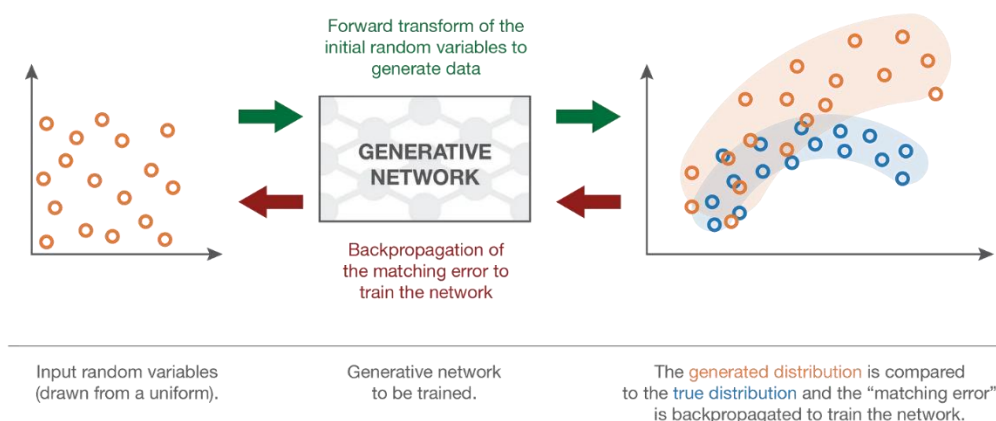 Forward transform of the
initial random variables to
generate data
GENERATIVE
NETWORK
Backpropagation of
the matching error to
train the network
Input random variables
(drawn from a uniform).
Generative network
to be trained.
The generated distribution is compared
to the true distribution and the “matching error”
is backpropagated to train the network.